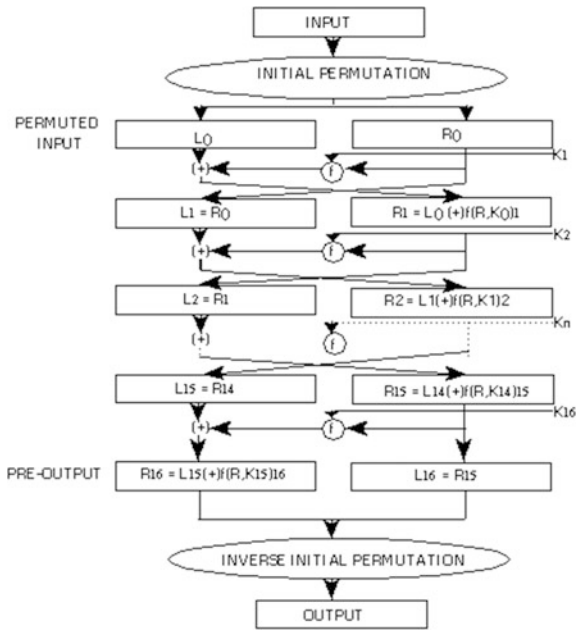 INPUT
INITIAL PERMUTATION
PERMUTED
INPUT
L0
R0
K1
(+)
f
L1 = R0
R1 = L0 (+)f(R,K0)1
K2
(+)
f
L2 = R1
R2 = L1(+)f(R,K1)2
Kn
(+)
f
L15 = R14
R15 = L14(+)f(R,K14)15
K16
(+)
f
PRE-OUTPUT
R16 = L15(+)f(R,K15)16
L16 = R15
INVERSE INITIAL PERMUTATION
OUTPUT